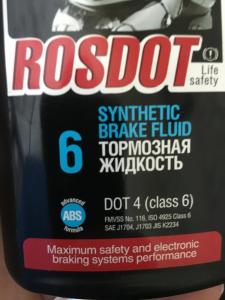 ROSDOT
Life
safety
6
SYNTHETIC
BRAKE FLUID
ТОРМОЗНАЯ
ЖИДКОСТЬ
advanced
ABS
formula
DOT 4 (class 6)
FMVSS No. 116, ISO 4925 Class 6
SAE J1704, J1703 JIS K2234
Maximum safety and electronic
braking systems performance